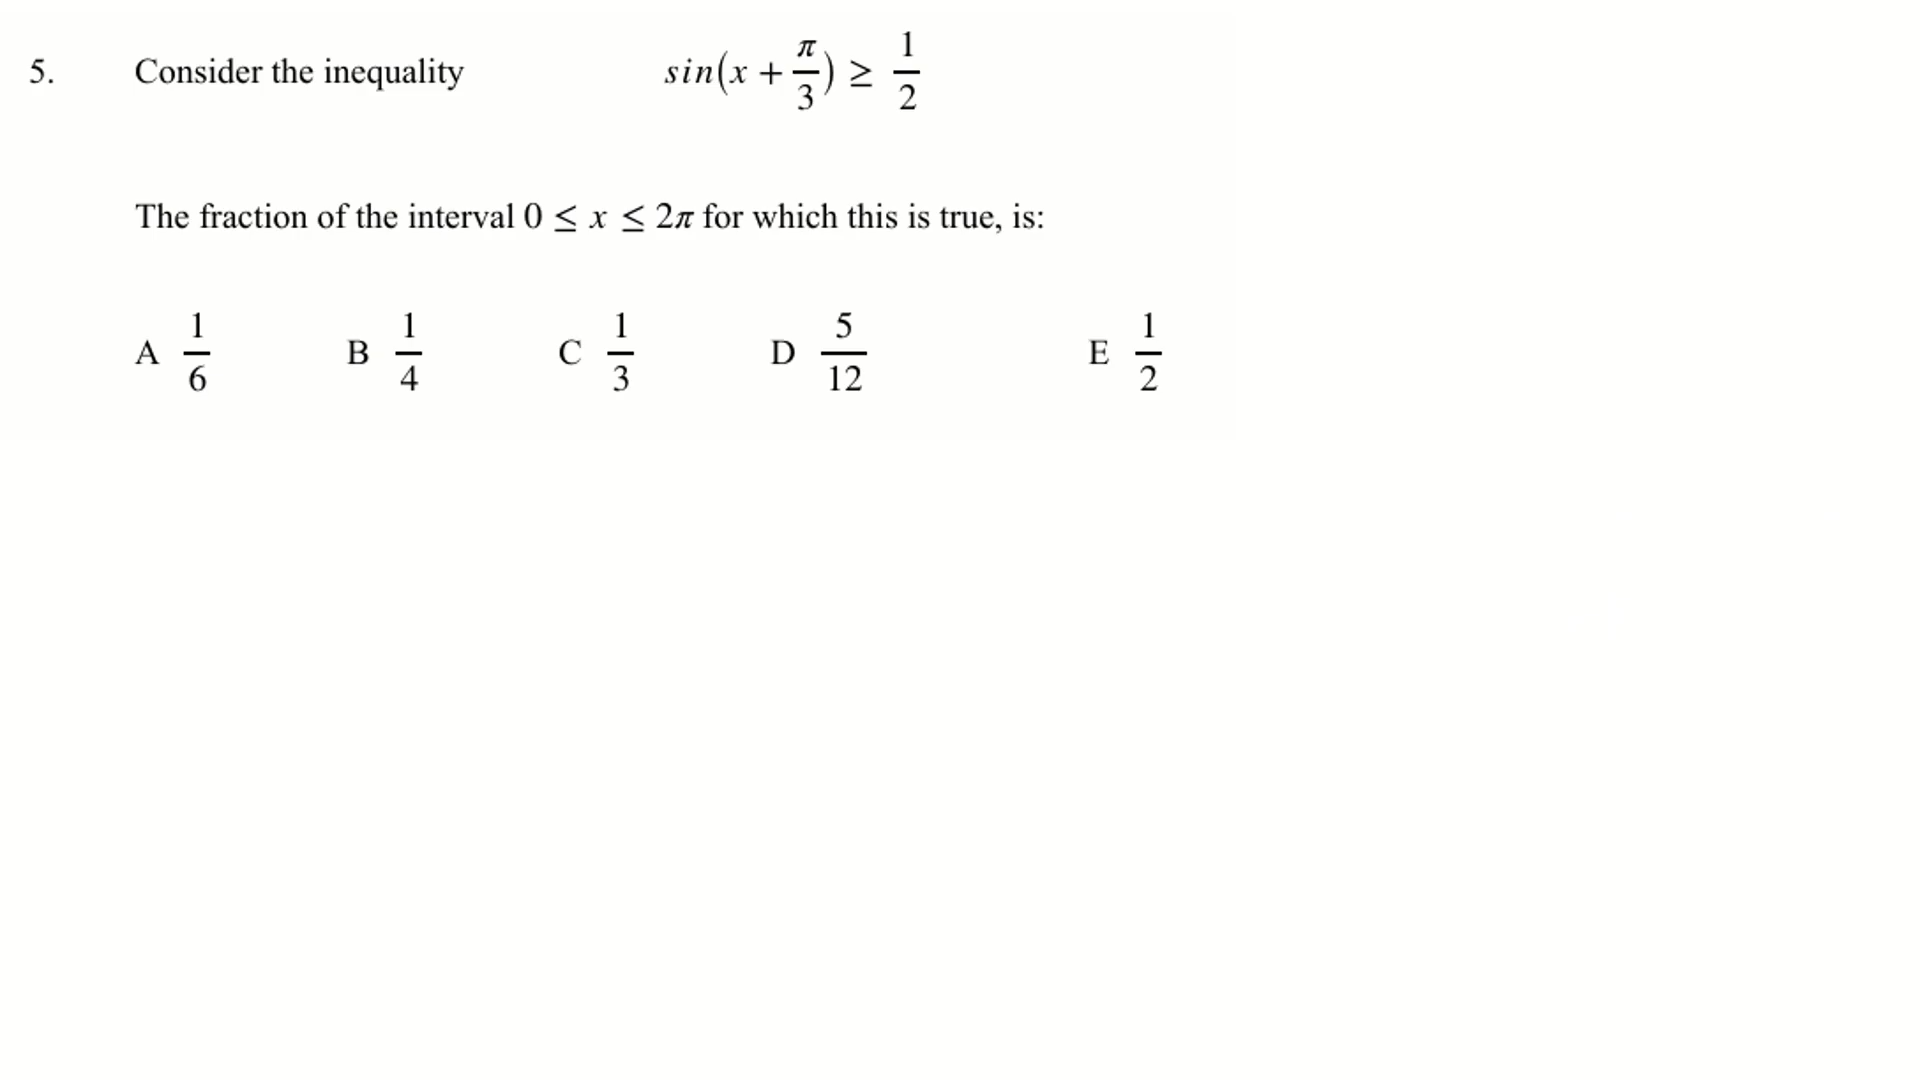 5. Consider the inequality sin(x + π/3) ≥ 1/2
The fraction of the interval 0 ≤ x ≤ 2π for which this is true, is:
A 1/6 B 1/4 C 1/3 D 5/12 E 1/2